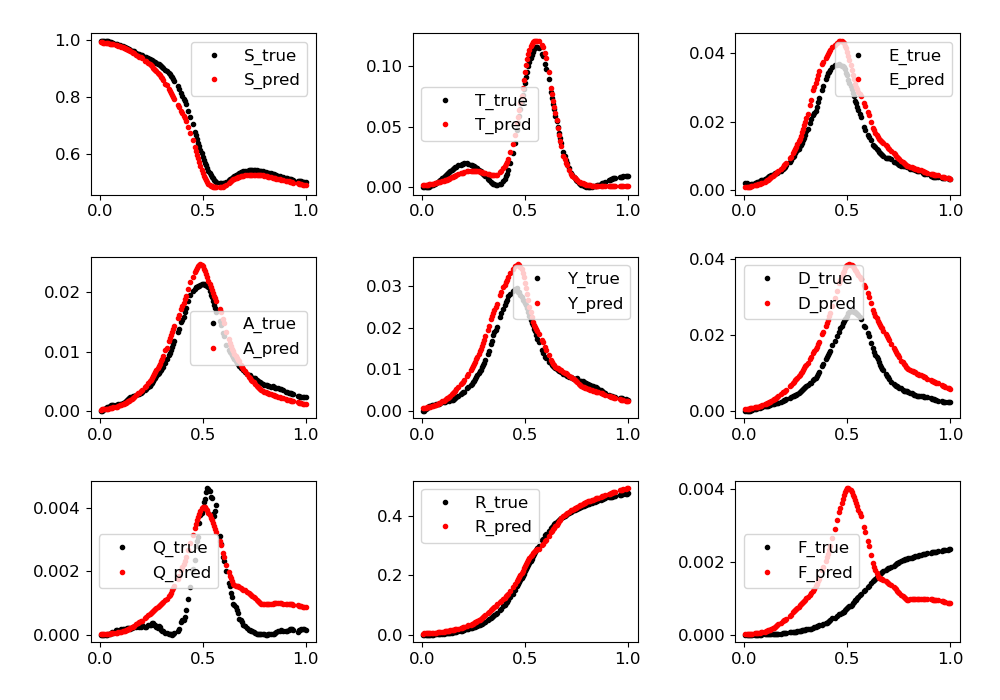 1.0
0.8
0.6
S_true
S_pred
0.0 0.5 1.0
0.10
0.05
0.00
T_true
T_pred
0.0 0.5 1.0
0.04
0.02
0.00
E_true
E_pred
0.0 0.5 1.0
0.02
0.01
0.00
A_true
A_pred
0.0 0.5 1.0
0.03
0.02
0.01
0.00
Y_true
Y_pred
0.0 0.5 1.0
0.04
0.02
0.00
D_true
D_pred
0.0 0.5 1.0
0.004
0.002
0.000
Q_true
Q_pred
0.0 0.5 1.0
0.4
0.2
0.0
R_true
R_pred
0.0 0.5 1.0
0.004
0.002
0.000
F_true
F_pred
0.0 0.5 1.0